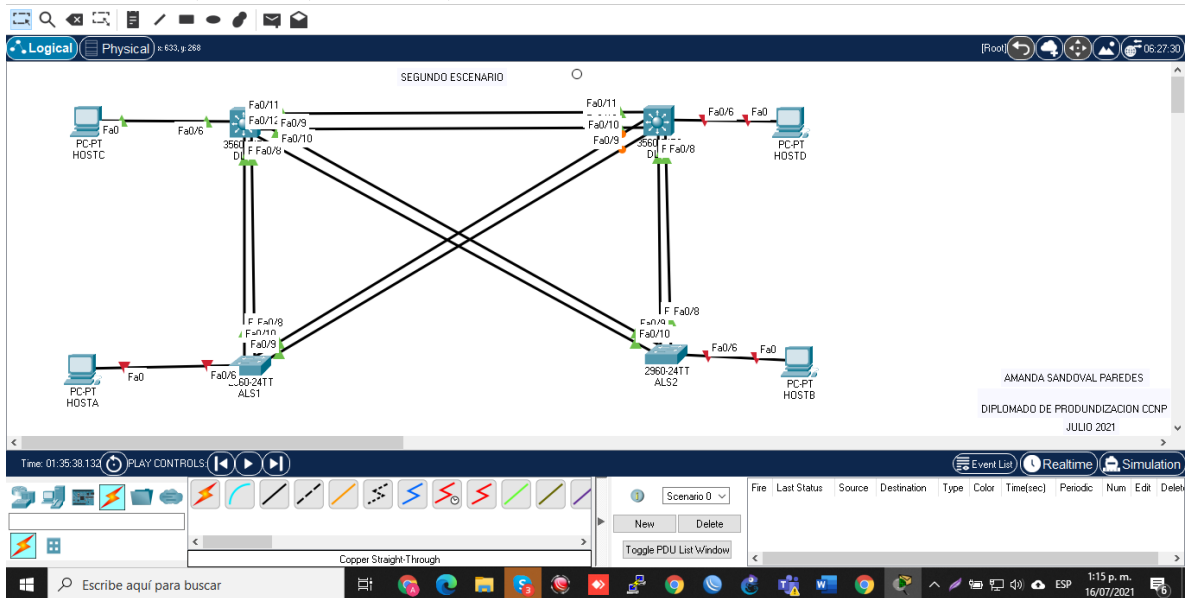 Logical
Physical
x: 633, y: 268
[Root]
06:27:30
SEGUNDO ESCENARIO
Fa0/11
Fa0/12
Fa0/9
Fa0/10
Fa0
Fa0/6
PC-PT
HOSTC
3560
DL
F Fa0/8
Fa0/11
Fa0/10
Fa0/9
3560
DL
F Fa0/8
Fa0/6
Fa0
PC-PT
HOSTD
F Fa0/8
Fa0/10
Fa0/9
Fa0
Fa0/6
PC-PT
HOSTA
2960-24TT
ALS1
F Fa0/8
Fa0/9
Fa0/10
2960-24TT
ALS2
Fa0/6
Fa0
PC-PT
HOSTB
AMANDA SANDOVAL PAREDES
DIPLOMADO DE PRODUNDIZACION CCNP
JULIO 2021
Time: 01:35:38.132
PLAY CONTROLS:
Event List
Realtime
Simulation
Scenario 0
New
Delete
Toggle PDU List Window
Fire Last Status Source Destination Type Color Time(sec) Periodic Num Edit Delete
Copper Straight-Through
Escribe aquí para buscar
ESP
1:15 p. m.
16/07/2021